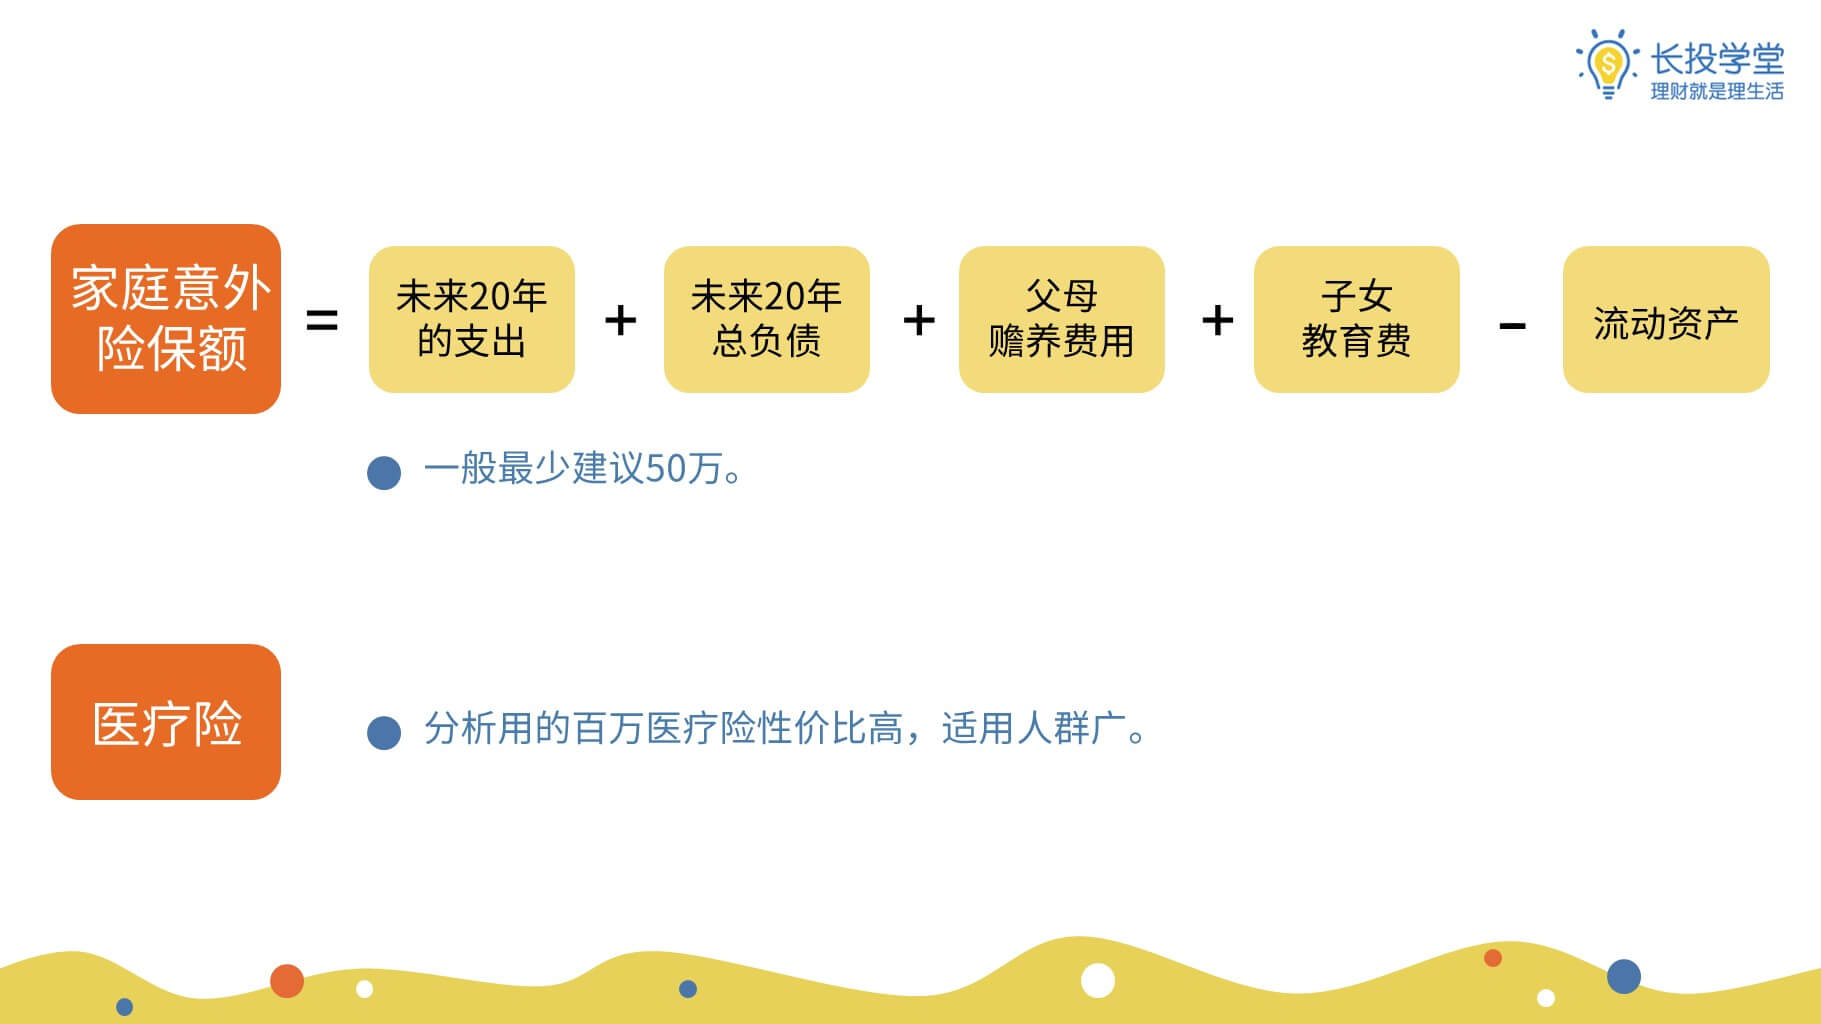 长投学堂
理财就是理生活
家庭意外
险保额
=
未来20年
的支出
+
未来20年
总负债
+
父母
赡养费用
+
子女
教育费
–
流动资产
一般最少建议50万。
医疗险
分析用的百万医疗险性价比高，适用人群广。